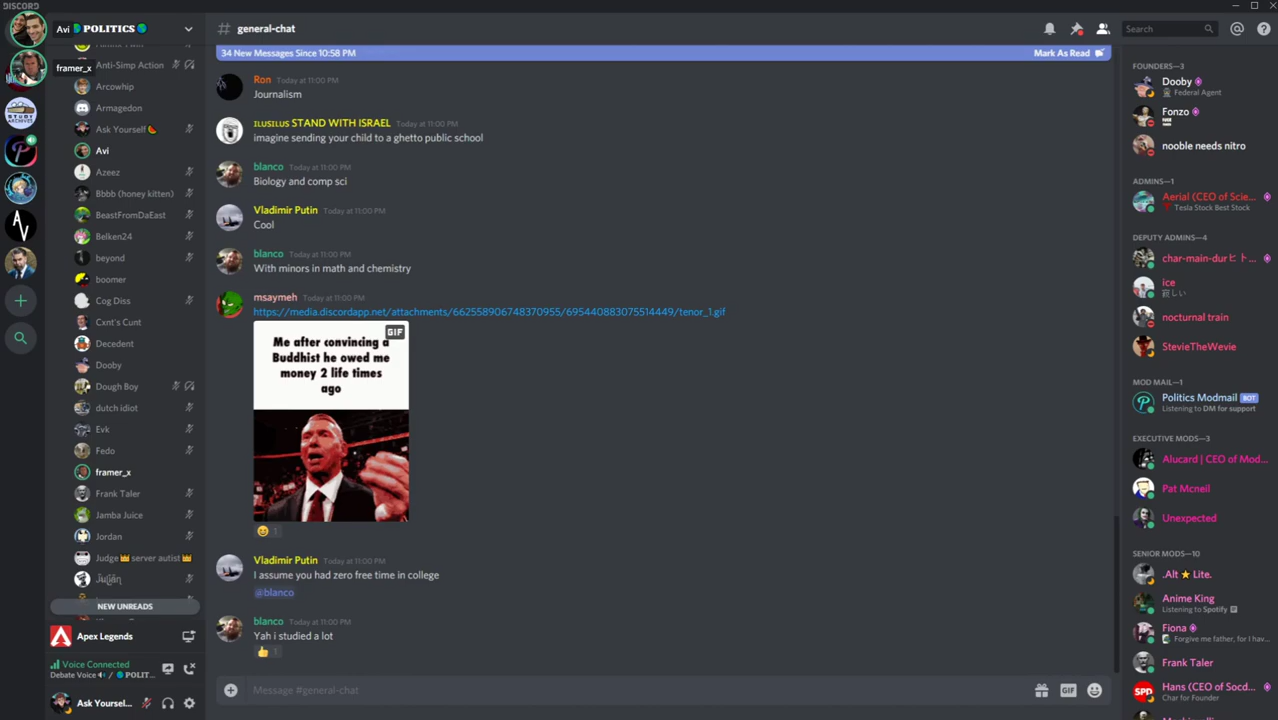 DISCORD
Avi
POLITICS
framer_x
Anti-Simp Action
Arcowhip
Armagedon
Ask Yourself 🍉
Avi
Azeez
Bbbb (honey kitten)
BeastFromDaEast
Belken24
beyond
boomer
Cog Diss
Cxnt's Cunt
Decedent
Dooby
Dough Boy
dutch idiot
Evk
Fedo
framer_x
Frank Taler
Jamba Juice
Jordan
Judge 👑 server autist 👑
NEW UNREADS
Apex Legends
Voice Connected
Debate Voice / 🌎 POLIT...
Ask Yoursel...
# general-chat
Search
34 New Messages Since 10:58 PM
Mark As Read
Ron Today at 11:00 PM
Journalism
ILUSILUS STAND WITH ISRAEL Today at 11:00 PM
imagine sending your child to a ghetto public school
blanco Today at 11:00 PM
Biology and comp sci
Vladimir Putin Today at 11:00 PM
Cool
blanco Today at 11:00 PM
With minors in math and chemistry
msaymeh Today at 11:00 PM
https://media.discordapp.net/attachments/662558906748370955/695440883075514449/tenor_1.gif
GIF
Me after convincing a
Buddhist he owed me
money 2 life times
ago
1
Vladimir Putin Today at 11:00 PM
I assume you had zero free time in college
@blanco
blanco Today at 11:00 PM
Yah i studied a lot
1
Message #general-chat
GIF
FOUNDERS—3
Dooby
Federal Agent
Fonzo
nooble needs nitro
ADMINS—1
Aerial (CEO of Scie...
Tesla Stock Best Stock
DEPUTY ADMINS—4
char-main-durヒト...
ice
nocturnal train
StevieTheWevie
MOD MAIL—1
Politics Modmail BOT
Listening to DM for support
EXECUTIVE MODS—3
Alucard | CEO of Mod...
Pat Mcneil
Unexpected
SENIOR MODS—10
.Alt ⭐ Lite.
Anime King
Listening to Spotify
Fiona
Forgive me father, for I hav...
Frank Taler
SPD
Hans (CEO of Socd...
Char for Founder